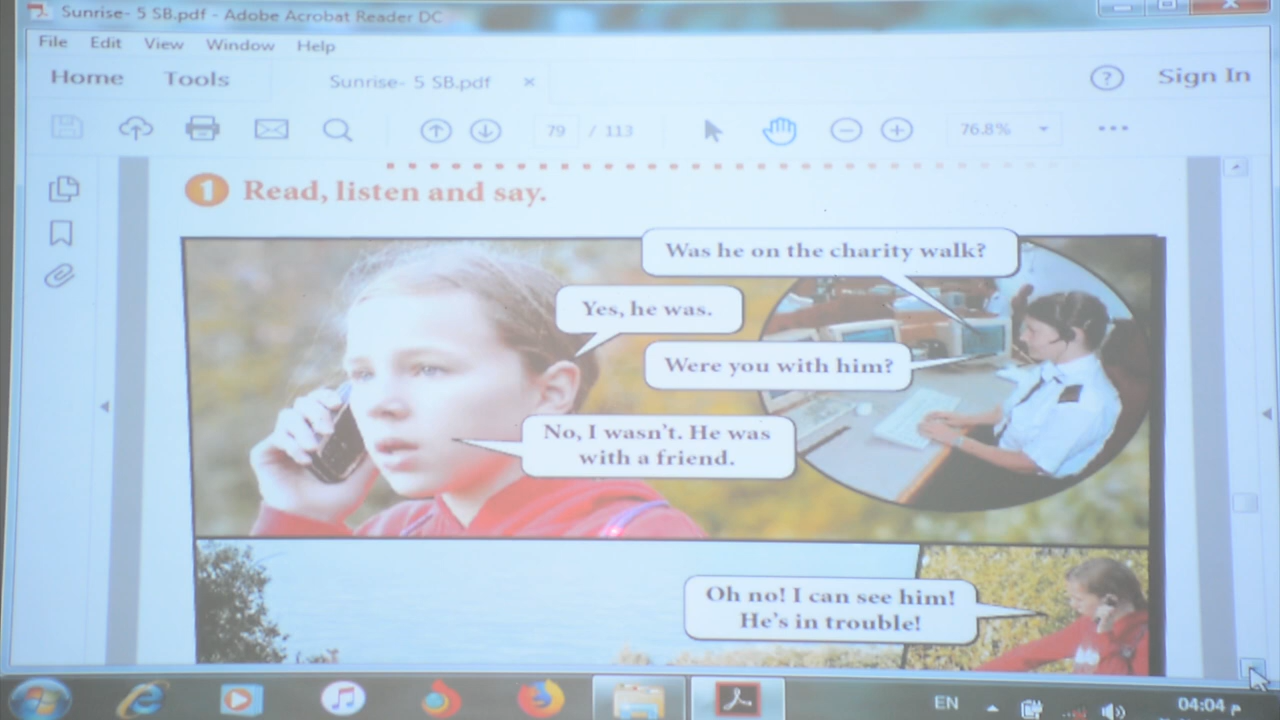 Sunrise- 5 SB.pdf - Adobe Acrobat Reader DC
File Edit View Window Help
Home Tools Sunrise- 5 SB.pdf × ? Sign In
79 / 113 76.8%
1 Read, listen and say.
Was he on the charity walk?
Yes, he was.
Were you with him?
No, I wasn't. He was
with a friend.
Oh no! I can see him!
He's in trouble!
EN 04:04 م